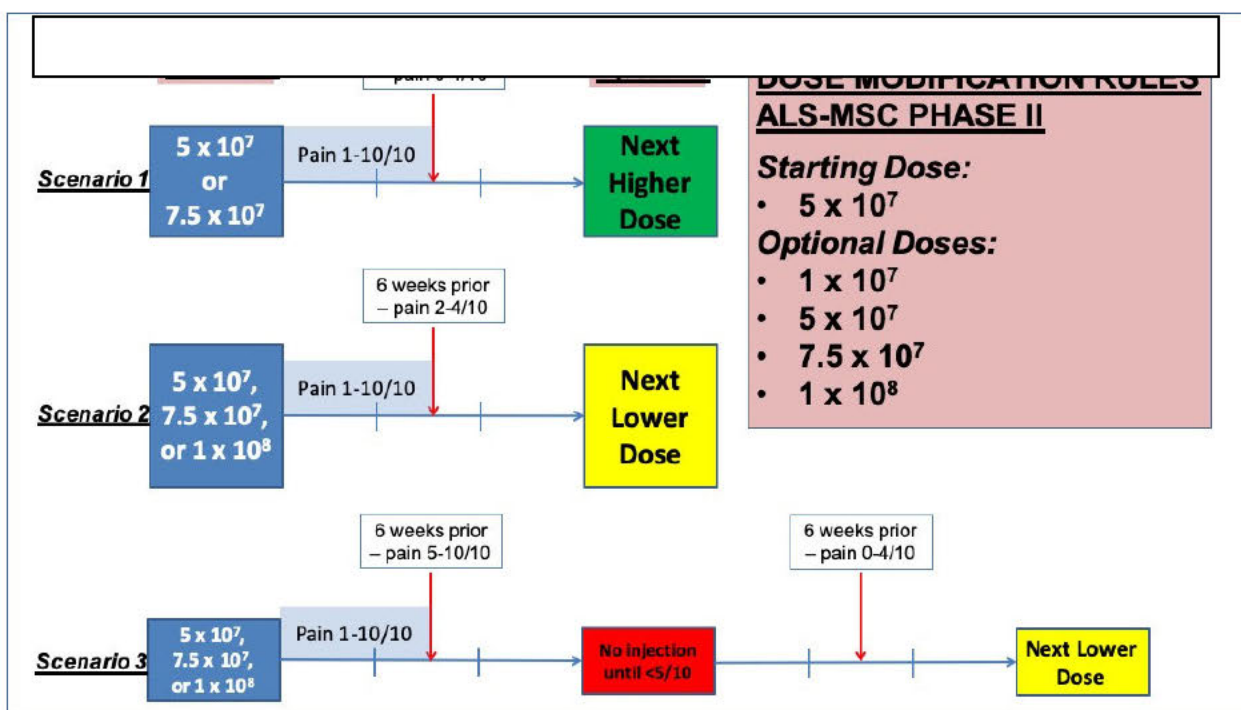 DOSE MODIFICATION RULES
ALS-MSC PHASE II
Starting Dose:
• 5 x 10⁷
Optional Doses:
• 1 x 10⁷
• 5 x 10⁷
• 7.5 x 10⁷
• 1 x 10⁸
Scenario 1
5 x 10⁷
or
7.5 x 10⁷
Pain 1-10/10
Next
Higher
Dose
6 weeks prior
– pain 2-4/10
Scenario 2
5 x 10⁷,
7.5 x 10⁷,
or 1 x 10⁸
Pain 1-10/10
Next
Lower
Dose
6 weeks prior
– pain 5-10/10
6 weeks prior
– pain 0-4/10
Scenario 3
5 x 10⁷,
7.5 x 10⁷,
or 1 x 10⁸
Pain 1-10/10
No injection
until <5/10
Next Lower
Dose